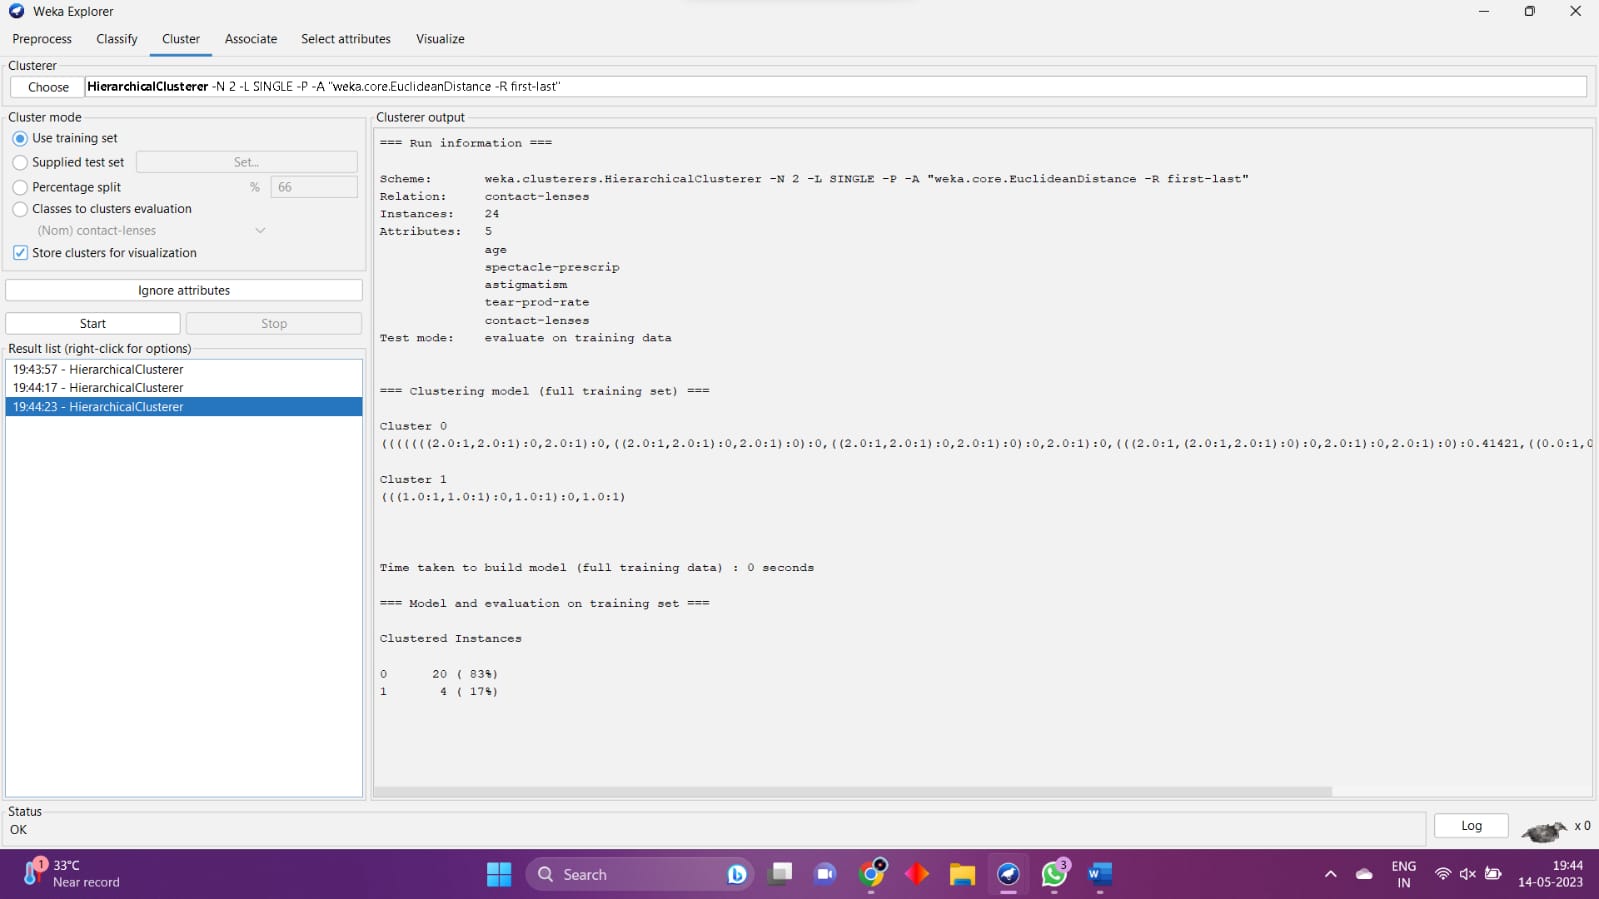 Weka Explorer
Preprocess Classify Cluster Associate Select attributes Visualize
Clusterer
Choose HierarchicalClusterer -N 2 -L SINGLE -P -A "weka.core.EuclideanDistance -R first-last"
Cluster mode
Use training set
Supplied test set Set...
Percentage split % 66
Classes to clusters evaluation
(Nom) contact-lenses
Store clusters for visualization
Ignore attributes
Start Stop
Result list (right-click for options)
19:43:57 - HierarchicalClusterer
19:44:17 - HierarchicalClusterer
19:44:23 - HierarchicalClusterer
Clusterer output
=== Run information ===
Scheme: weka.clusterers.HierarchicalClusterer -N 2 -L SINGLE -P -A "weka.core.EuclideanDistance -R first-last"
Relation: contact-lenses
Instances: 24
Attributes: 5
age
spectacle-prescrip
astigmatism
tear-prod-rate
contact-lenses
Test mode: evaluate on training data
=== Clustering model (full training set) ===
Cluster 0
(((((((2.0:1,2.0:1):0,2.0:1):0,((2.0:1,2.0:1):0,2.0:1):0):0,((2.0:1,2.0:1):0,2.0:1):0):0,2.0:1):0,(((2.0:1,(2.0:1,2.0:1):0):0,2.0:1):0,2.0:1):0):0.41421,((0.0:1,0
Cluster 1
(((1.0:1,1.0:1):0,1.0:1):0,1.0:1)
Time taken to build model (full training data) : 0 seconds
=== Model and evaluation on training set ===
Clustered Instances
0 20 ( 83%)
1 4 ( 17%)
Status
OK
Log x 0
1 33°C
Near record
Search
3
W
ENG
IN
19:44
14-05-2023